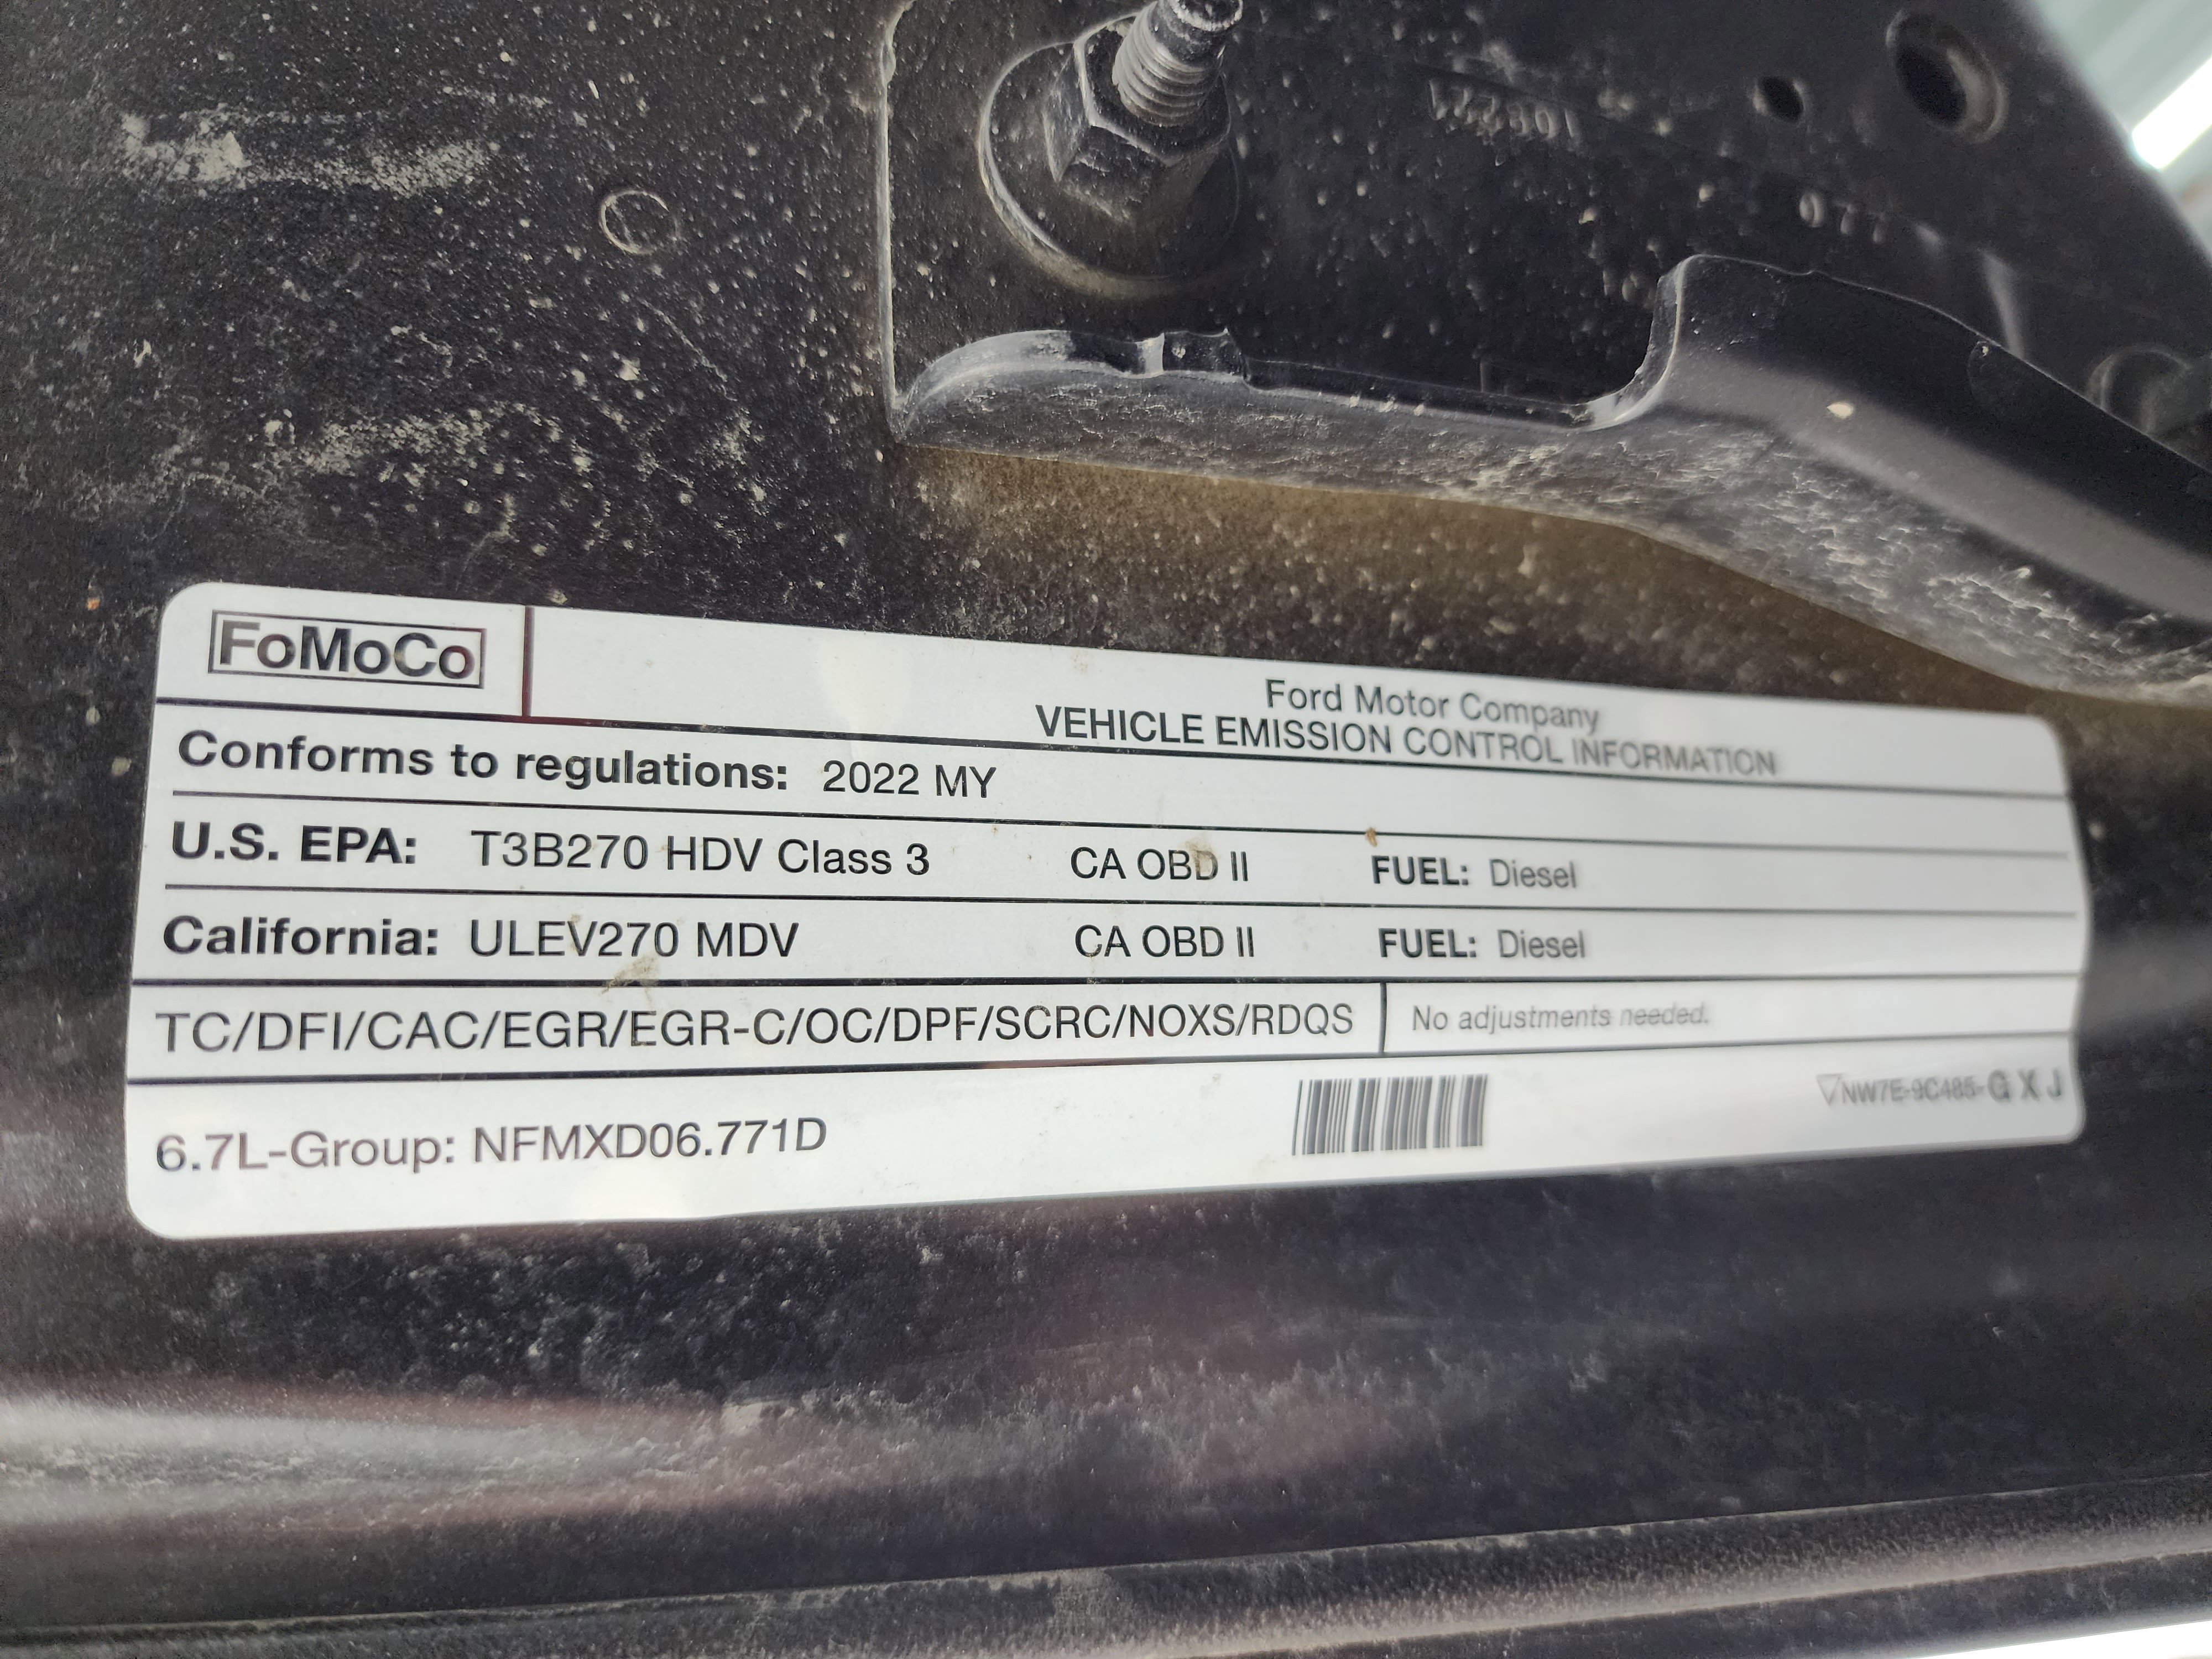 FoMoCo
Ford Motor Company
VEHICLE EMISSION CONTROL INFORMATION
Conforms to regulations: 2022 MY
U.S. EPA: T3B270 HDV Class 3 CA OBD II FUEL: Diesel
California: ULEV270 MDV CA OBD II FUEL: Diesel
TC/DFI/CAC/EGR/EGR-C/OC/DPF/SCRC/NOXS/RDQS No adjustments needed.
6.7L-Group: NFMXD06.771D
NW7E-9C485-GXJ